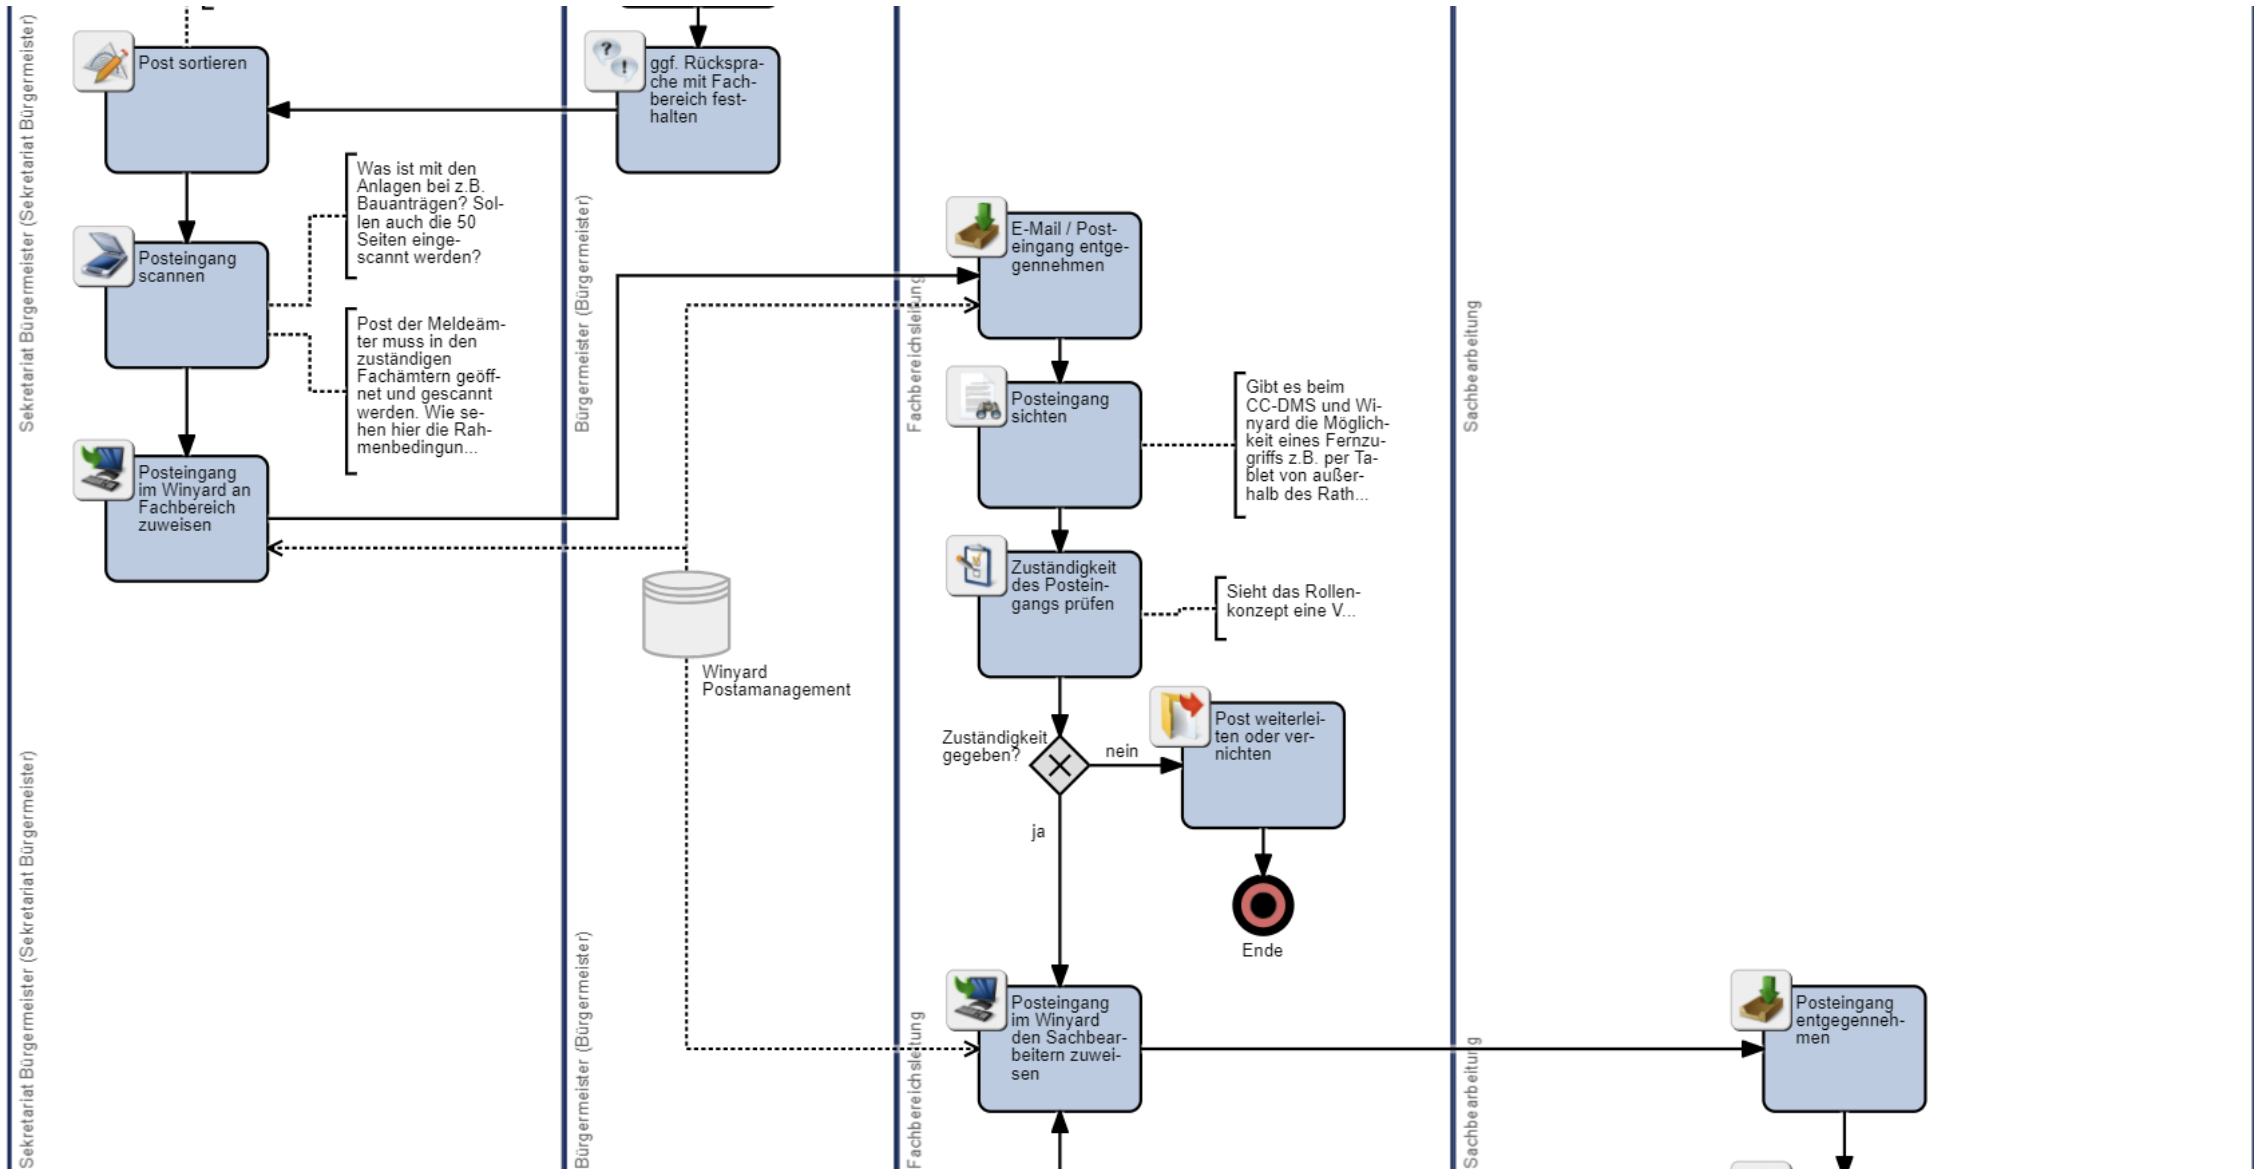 Sekretariat Bürgermeister (Sekretariat Bürgermeister)
Post sortieren
Posteingang
scannen
Was ist mit den
Anlagen bei z.B.
Bauanträgen? Sol-
len auch die 50
Seiten einge-
scannt werden?
Post der Meldeäm-
ter muss in den
zuständigen
Fachämtern geöff-
net und gescannt
werden. Wie se-
hen hier die Rah-
menbedingun...
Posteingang
im Winyard an
Fachbereich
zuweisen
Sekretariat Bürgermeister (Sekretariat Bürgermeister)
Bürgermeister (Bürgermeister)
ggf. Rückspra-
che mit Fach-
bereich fest-
halten
Winyard
Postamanagement
Bürgermeister (Bürgermeister)
Fachbereichsleitung
E-Mail / Post-
eingang entge-
gennehmen
Posteingang
sichten
Gibt es beim
CC-DMS und Wi-
nyard die Möglich-
keit eines Fernzu-
griffs z.B. per Ta-
blet von außer-
halb des Rath...
Zuständigkeit
des Postein-
gangs prüfen
Sieht das Rollen-
konzept eine V...
Zuständigkeit
gegeben?
nein
Post weiterlei-
ten oder ver-
nichten
ja
Ende
Posteingang
im Winyard
den Sachbear-
beitern zuwei-
sen
Fachbereichsleitung
Sachbearbeitung
Posteingang
entgegenneh-
men
Sachbearbeitung